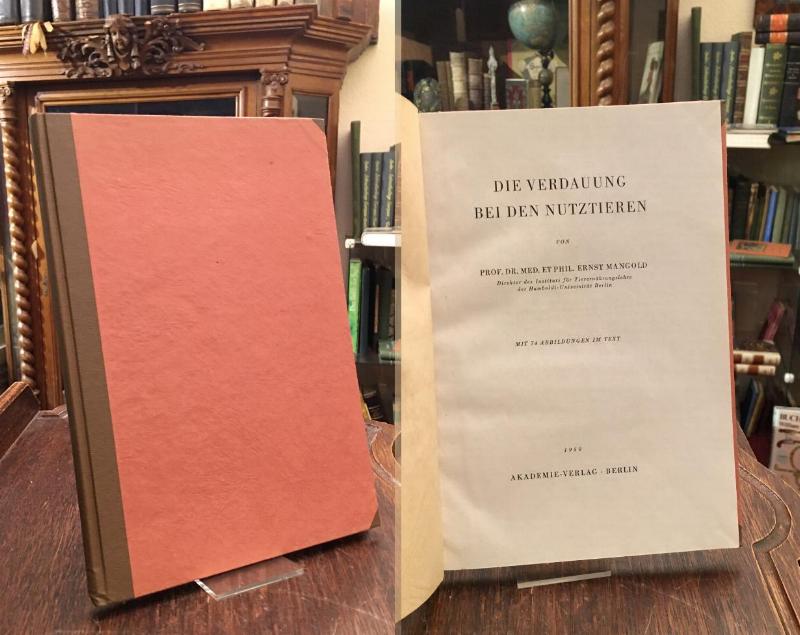 DIE VERDAUUNG
BEI DEN NUTZTIEREN
VON
PROF. DR. MED. ET PHIL. ERNST MANGOLD
Direktor des Instituts für Tierernährungslehre
der Humboldt-Universität Berlin
MIT 74 ABBILDUNGEN IM TEXT
AKADEMIE-VERLAG · BERLIN